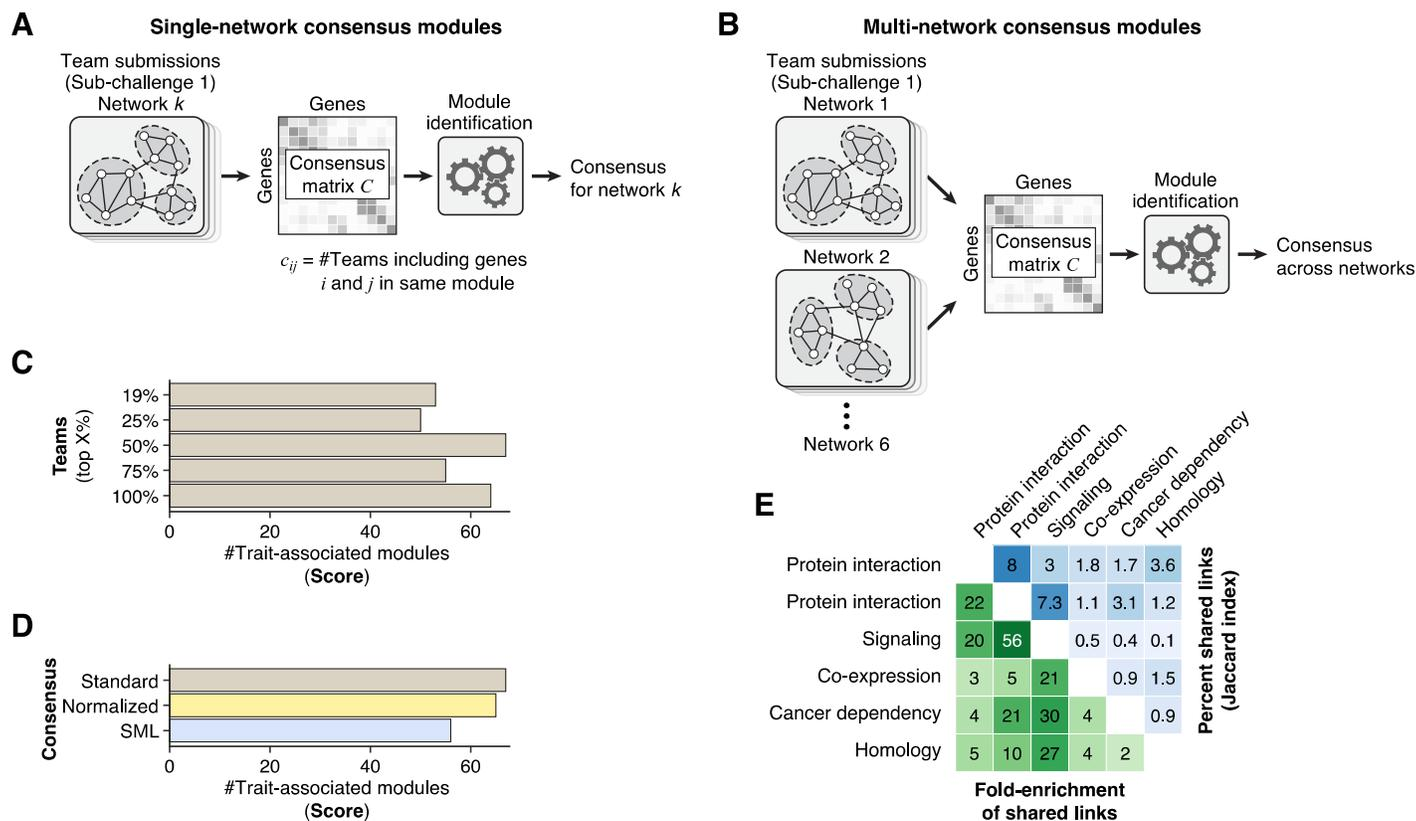 A
Single-network consensus modules
Team submissions
(Sub-challenge 1)
Network k
Genes
Genes
Consensus
matrix C
Module
identification
Consensus
for network k
cij = #Teams including genes
i and j in same module
B
Multi-network consensus modules
Team submissions
(Sub-challenge 1)
Network 1
Network 2
Network 6
Genes
Genes
Consensus
matrix C
Module
identification
Consensus
across networks
C
Teams
(top X%)
19%
25%
50%
75%
100%
0 20 40 60
#Trait-associated modules
(Score)
D
Consensus
Standard
Normalized
SML
0 20 40 60
#Trait-associated modules
(Score)
E
Protein interaction
Protein interaction
Signaling
Co-expression
Cancer dependency
Homology
Protein interaction 8 3 1.8 1.7 3.6
Protein interaction 22 7.3 1.1 3.1 1.2
Signaling 20 56 0.5 0.4 0.1
Co-expression 3 5 21 0.9 1.5
Cancer dependency 4 21 30 4 0.9
Homology 5 10 27 4 2
Percent shared links
(Jaccard index)
Fold-enrichment
of shared links